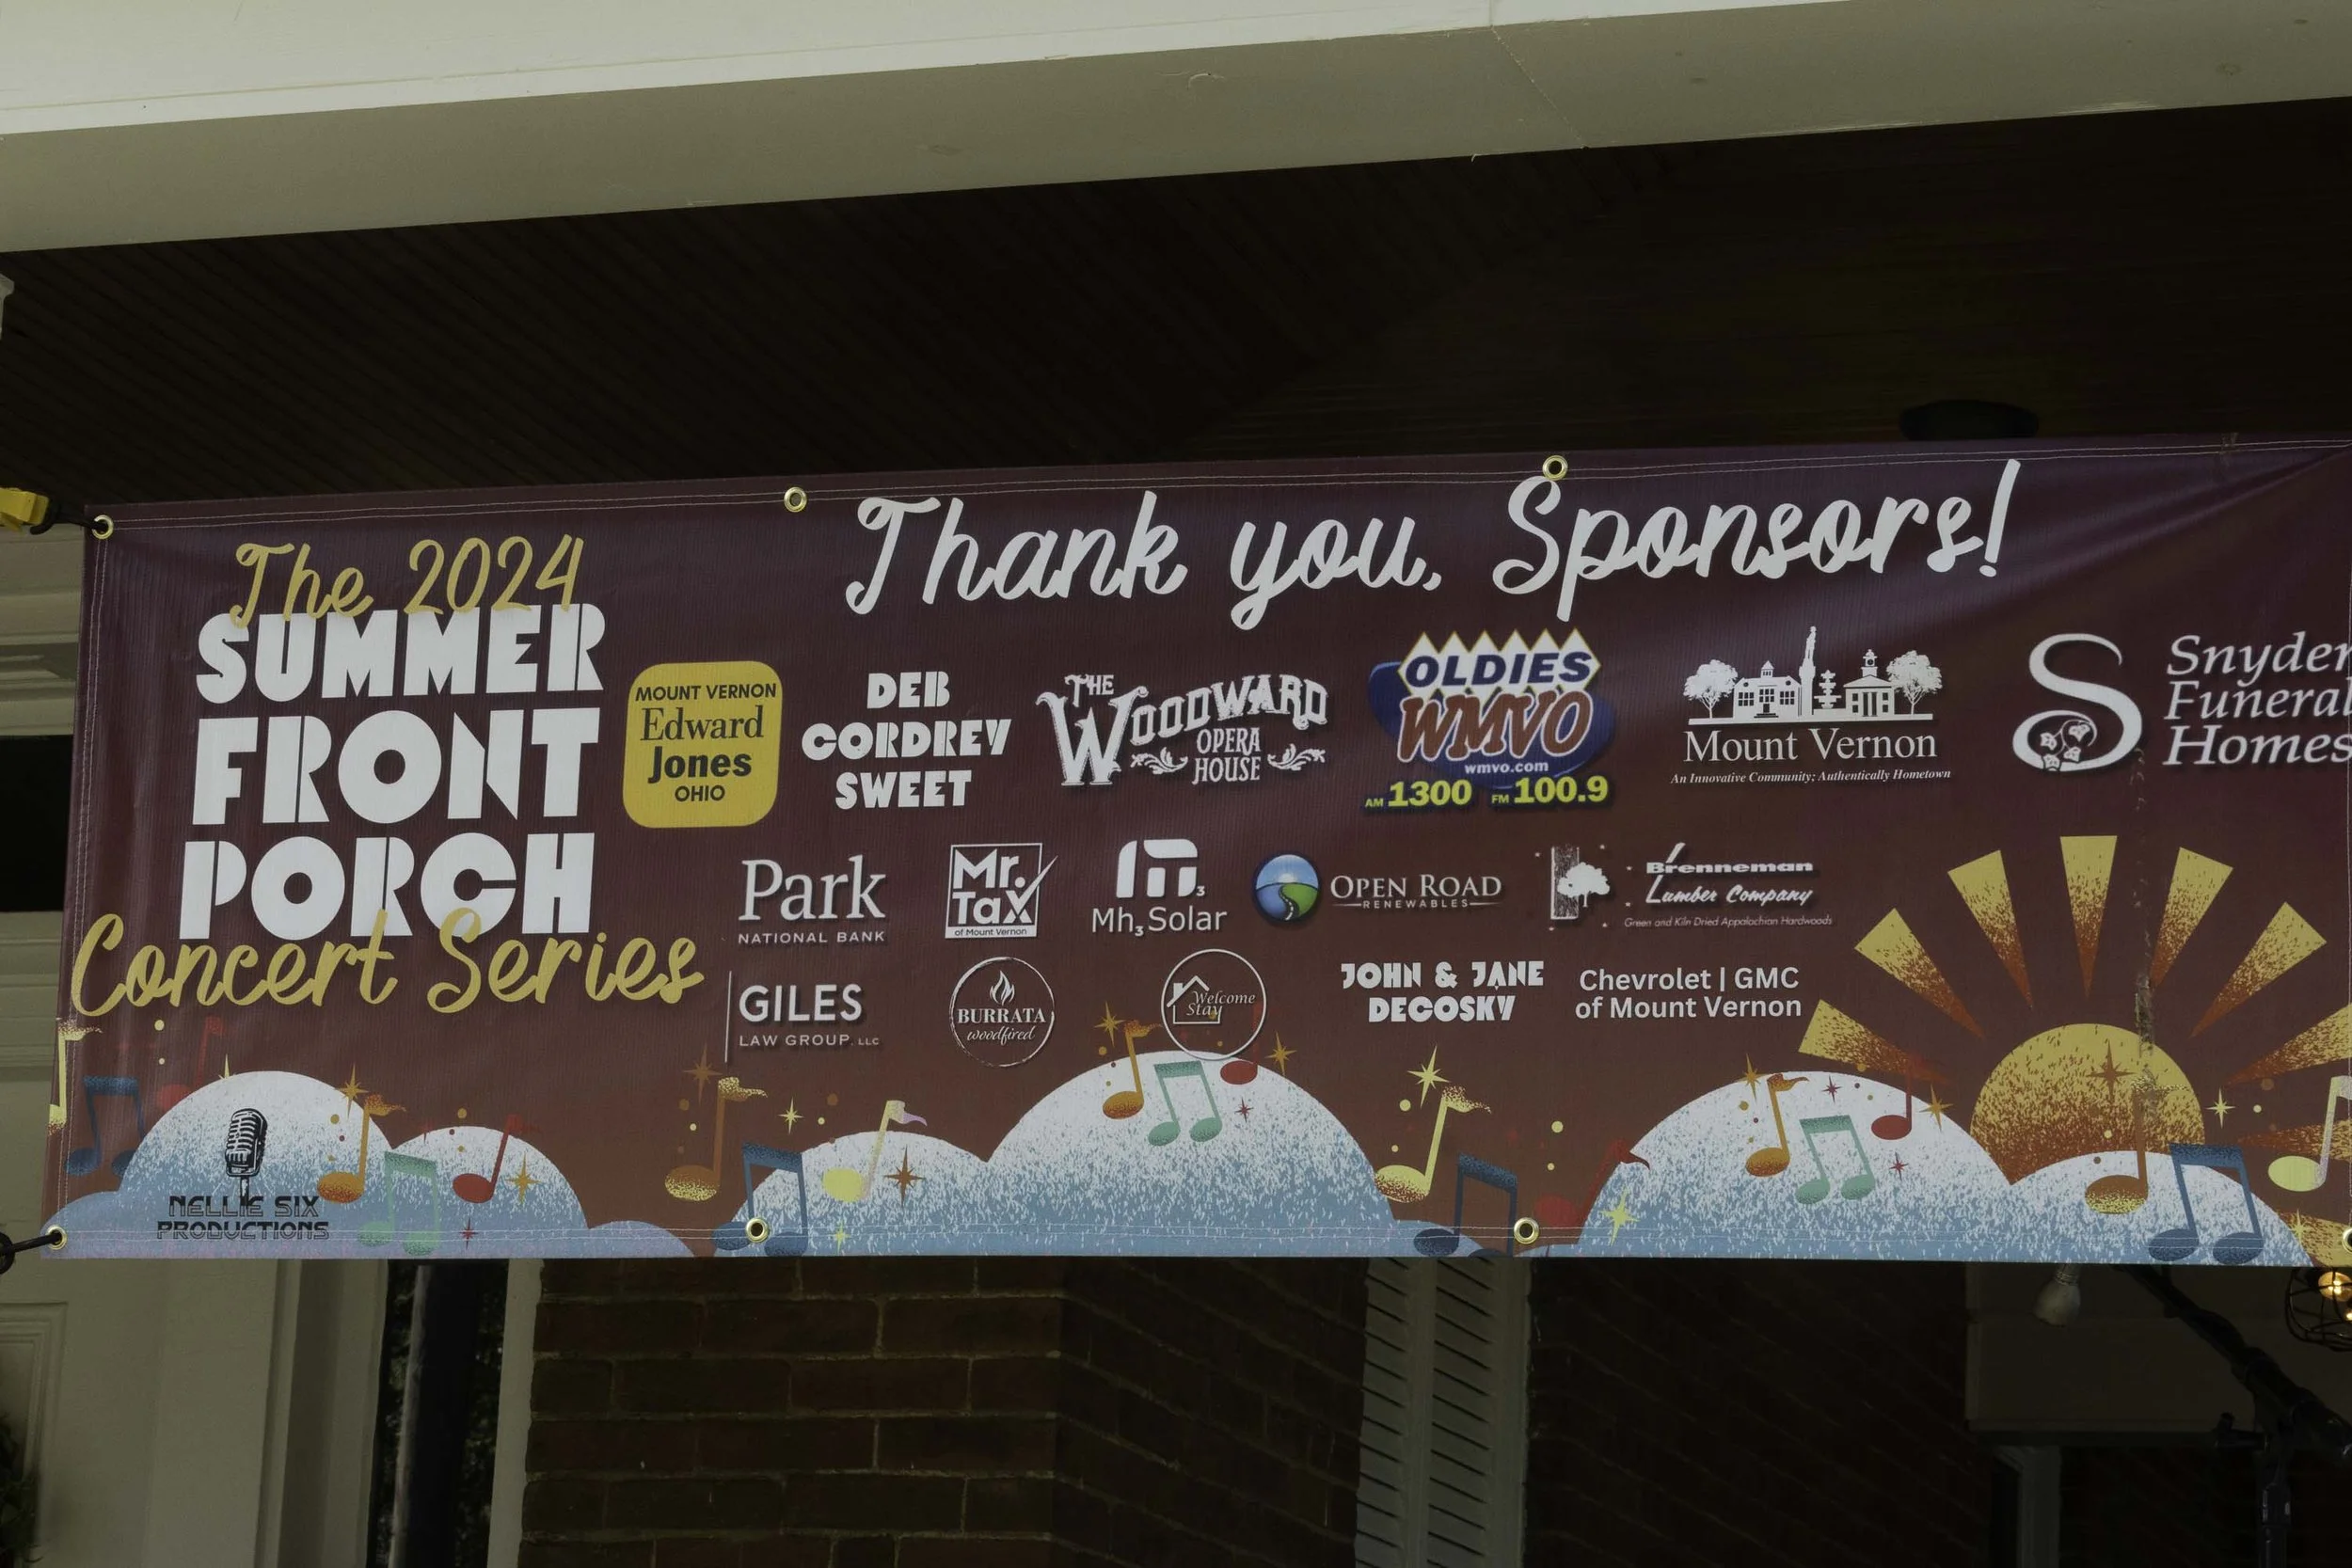 The 2024
SUMMER
FRONT
PORCH
Concert Series
Thank you, Sponsors!
MOUNT VERNON
Edward
Jones
OHIO
DEB
CORDREY
SWEET
THE
WOODWARD
OPERA
HOUSE
OLDIES
WMVO
wmvo.com
AM 1300 FM 100.9
Mount Vernon
An Innovative Community; Authentically Hometown
Snyder
Funeral
Homes
Park
NATIONAL BANK
Mr.
Tax
of Mount Vernon
m3
Mh3Solar
OPEN ROAD
RENEWABLES
Brenneman
Lumber Company
Green and Kiln Dried Appalachian Hardwoods
GILES
LAW GROUP, LLC
BURRATA
woodfired
Welcome
Stay
JOHN & JANE
DECOSKY
Chevrolet | GMC
of Mount Vernon
NELLIE SIX
PRODUCTIONS